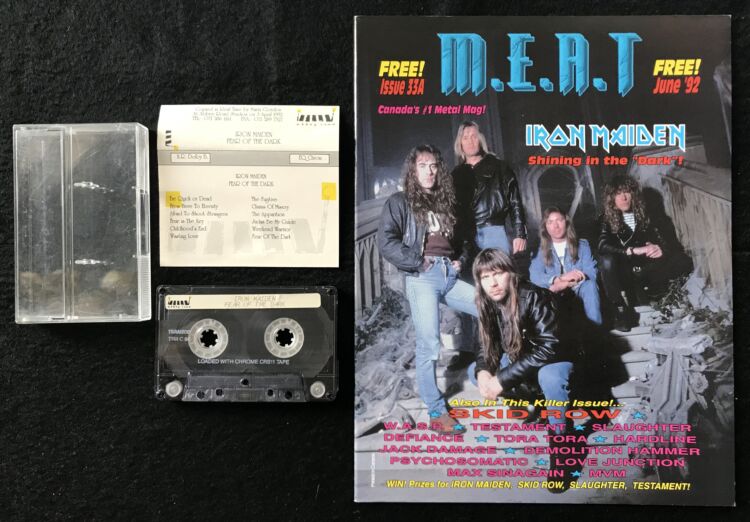 IRON MAIDEN
FEAR OF THE DARK
N.R. Dolby B.
EQ. Chrome
IRON MAIDEN
FEAR OF THE DARK
Be Quick or Dead
From Here To Eternity
Afraid To Shoot Strangers
Fear is The Key
Childhood's End
Wasting Love
The Fugitive
Chains Of Misery
The Apparition
Judas Be My Guide
Weekend Warrior
Fear Of The Dark
IRON MAIDEN
FEAR OF THE DARK
LOADED WITH CHROME CRS11 TAPE
FREE!
Issue 33A
M.E.A.T
FREE!
June '92
Canada's #1 Metal Mag!
IRON MAIDEN
Shining in the "Dark"!
Also In This Killer Issue!...
SKID ROW
W.A.S.P. TESTAMENT SLAUGHTER
DEFIANCE TORA TORA HARDLINE
JACK DAMAGE DEMOLITION HAMMER
PSYCHOSOMATIC LOVE JUNCTION
MAX SINAGAIN MVM
WIN! Prizes for IRON MAIDEN, SKID ROW, SLAUGHTER, TESTAMENT!